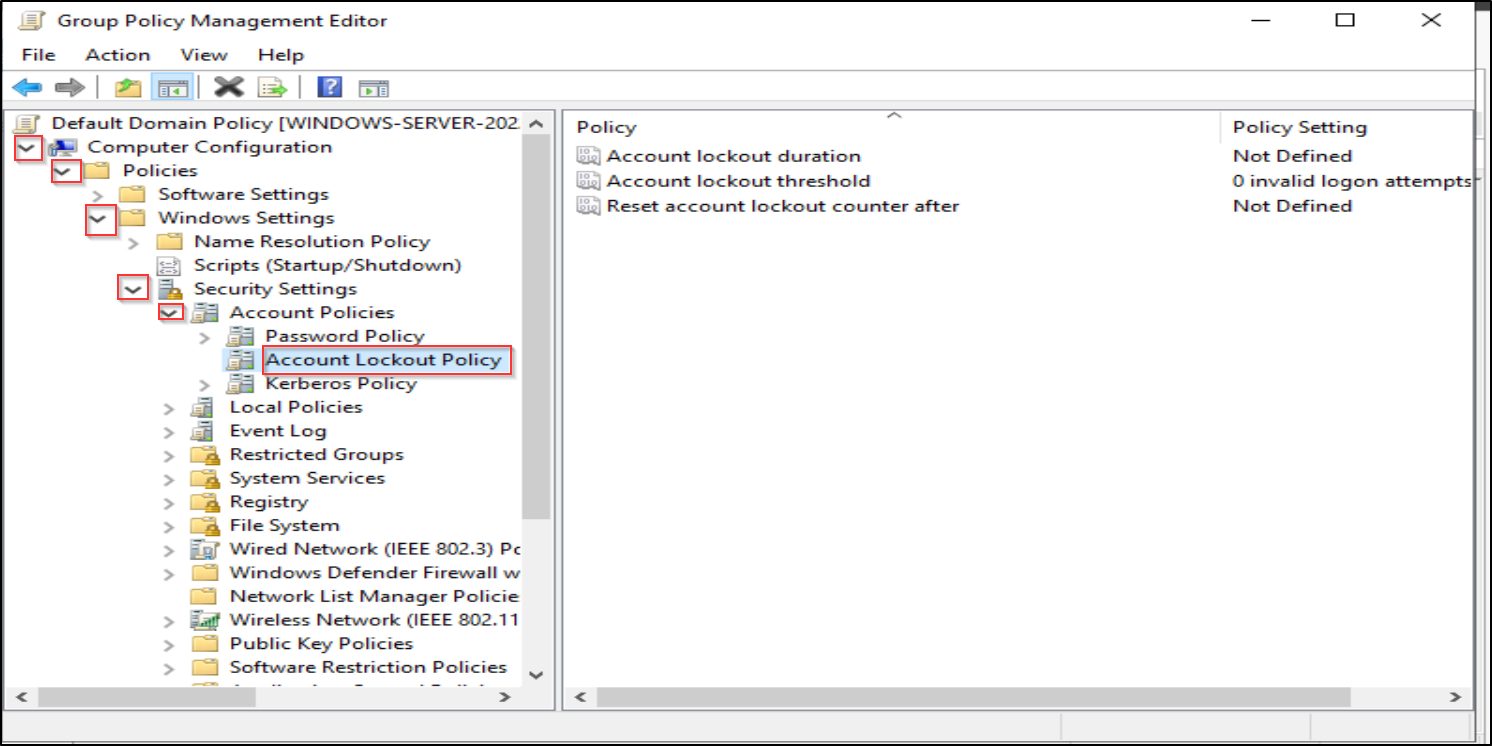 Group Policy Management Editor
File Action View Help
Default Domain Policy [WINDOWS-SERVER-202
Computer Configuration
Policies
Software Settings
Windows Settings
Name Resolution Policy
Scripts (Startup/Shutdown)
Security Settings
Account Policies
Password Policy
Account Lockout Policy
Kerberos Policy
Local Policies
Event Log
Restricted Groups
System Services
Registry
File System
Wired Network (IEEE 802.3) Po
Windows Defender Firewall w
Network List Manager Policie
Wireless Network (IEEE 802.11
Public Key Policies
Software Restriction Policies
Policy Policy Setting
Account lockout duration Not Defined
Account lockout threshold 0 invalid logon attempts
Reset account lockout counter after Not Defined